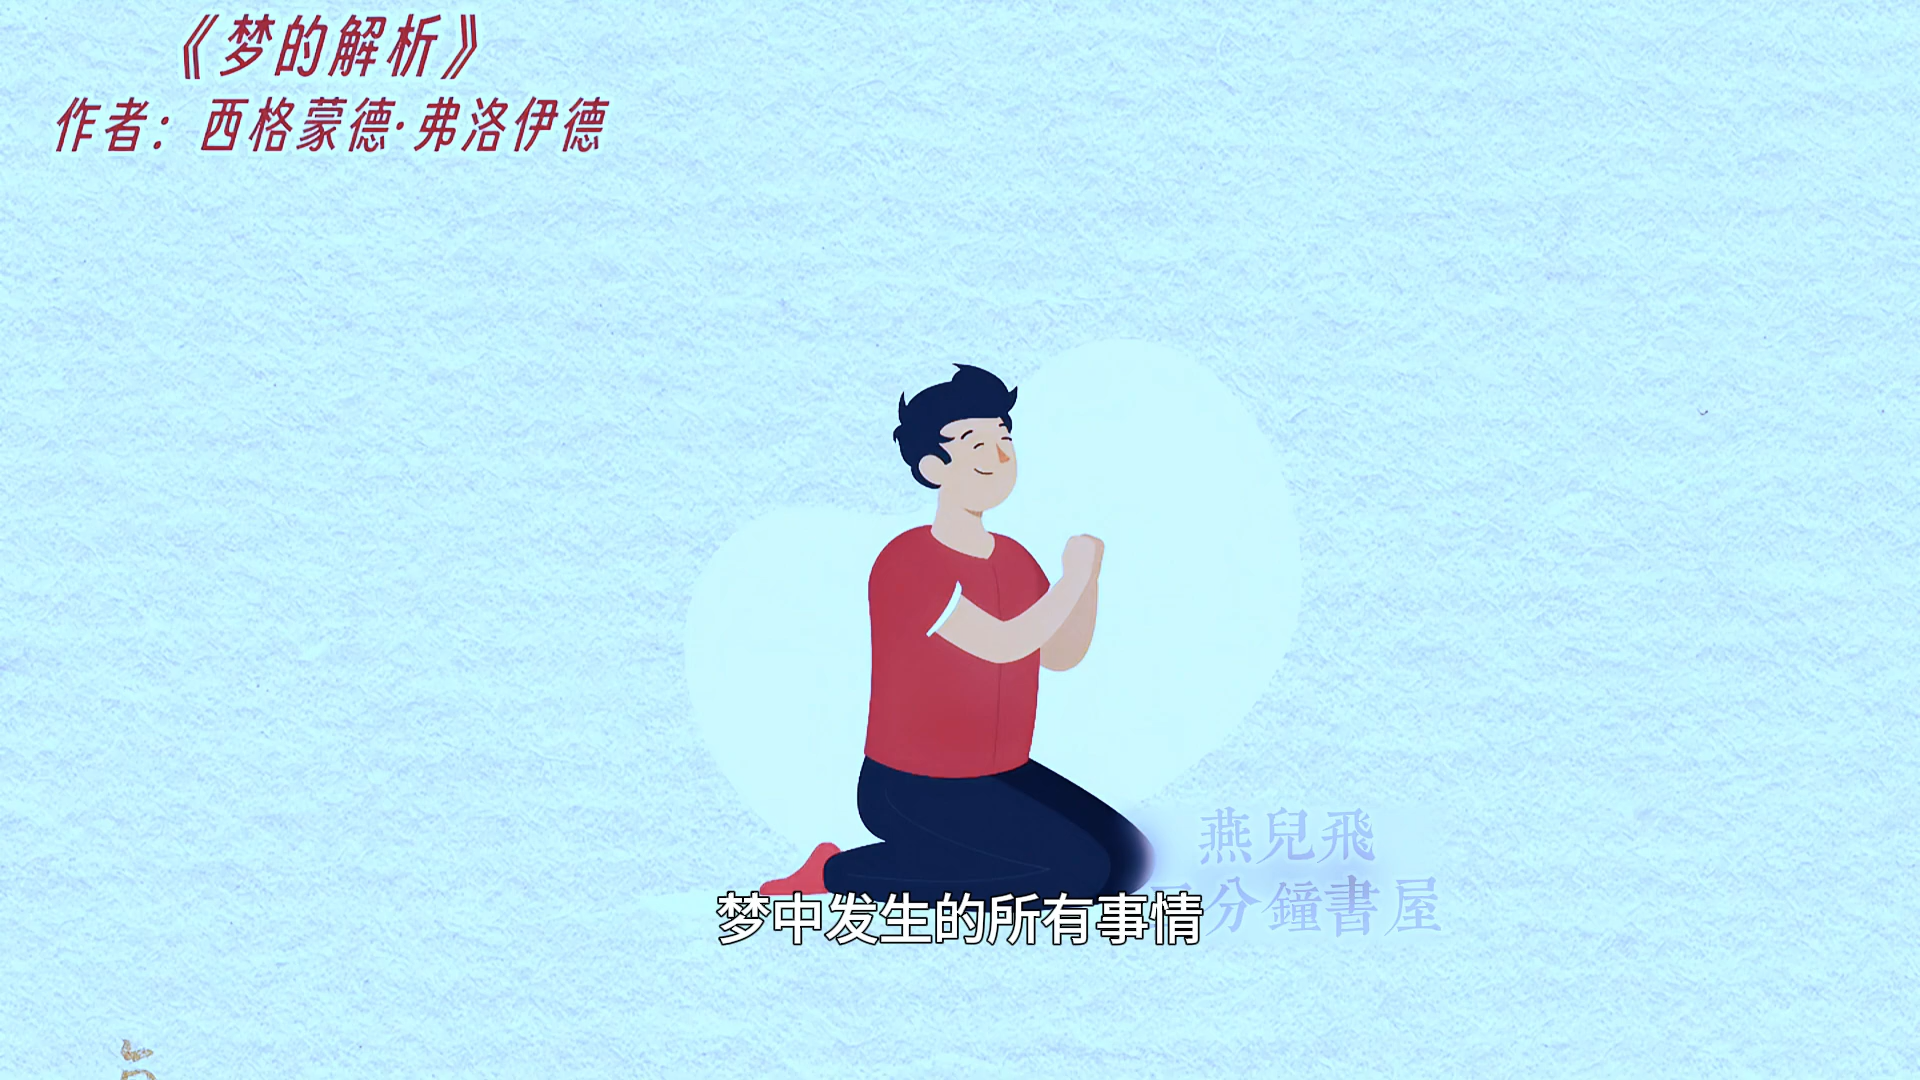 《梦的解析》
作者：西格蒙德·弗洛伊德
燕兒飛
分鐘書屋
梦中发生的所有事情